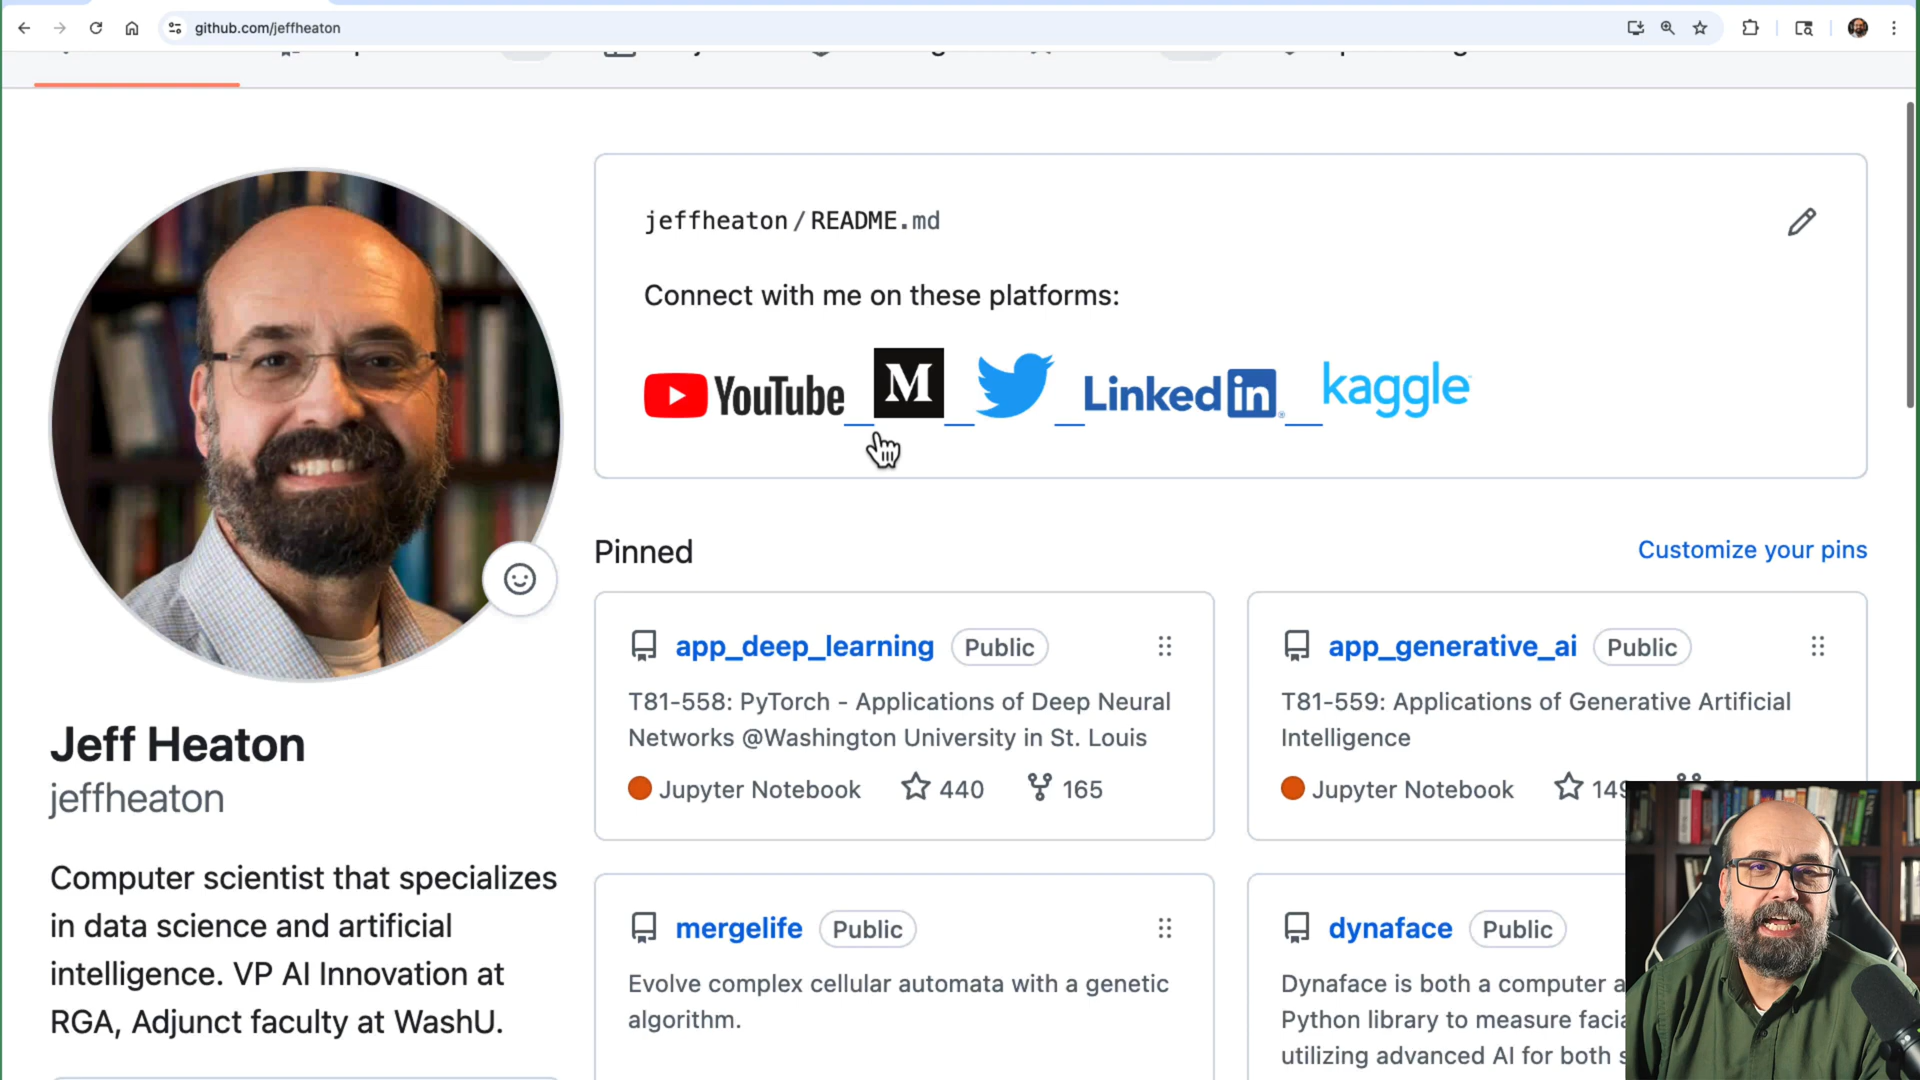 github.com/jeffheaton
jeffheaton / README.md
Connect with me on these platforms:
YouTube M LinkedIn kaggle
Pinned
Customize your pins
app_deep_learning Public
T81-558: PyTorch - Applications of Deep Neural
Networks @Washington University in St. Louis
Jupyter Notebook 440 165
app_generative_ai Public
T81-559: Applications of Generative Artificial
Intelligence
Jupyter Notebook 149
Jeff Heaton
jeffheaton
Computer scientist that specializes
in data science and artificial
intelligence. VP AI Innovation at
RGA, Adjunct faculty at WashU.
mergelife Public
Evolve complex cellular automata with a genetic
algorithm.
dynaface Public
Dynaface is both a computer a
Python library to measure facia
utilizing advanced AI for both s